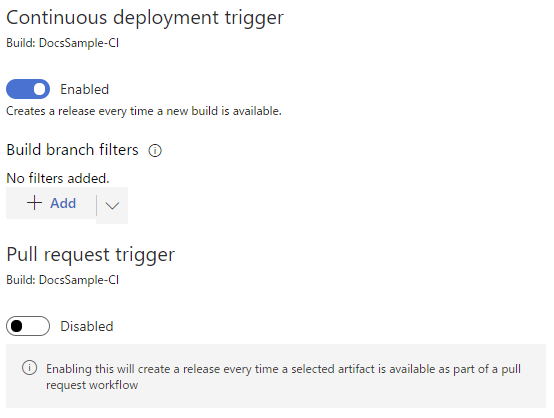 Continuous deployment trigger
Build: DocsSample-CI
Enabled
Creates a release every time a new build is available.
Build branch filters
No filters added.
Add
Pull request trigger
Build: DocsSample-CI
Disabled
Enabling this will create a release every time a selected artifact is available as part of a pull
request workflow